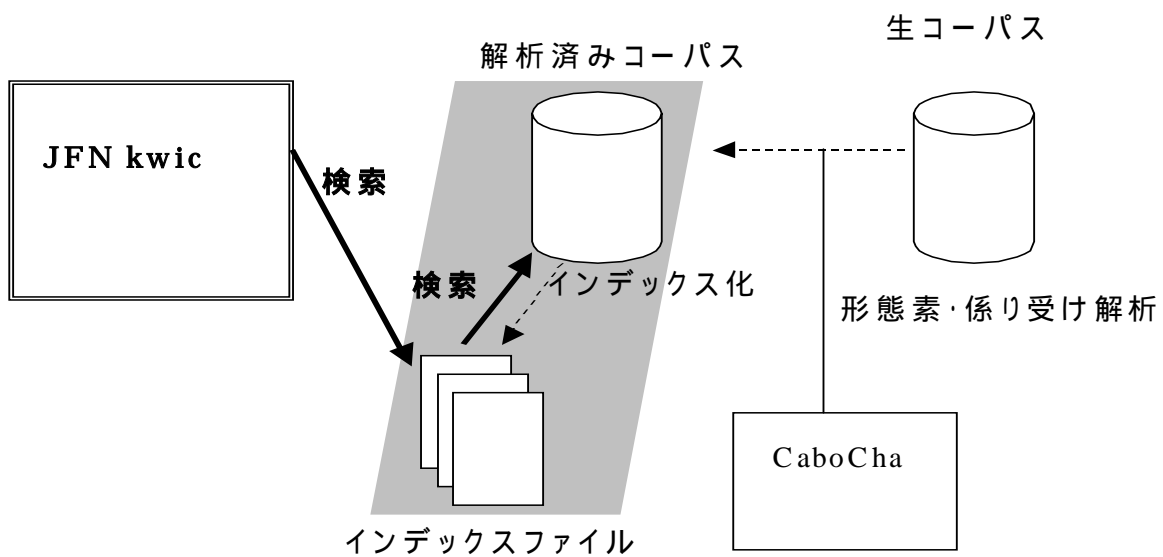 生コーパス
解析済みコーパス
JFN kwic
検索
検索
インデックス化
形態素・係り受け解析
CaboCha
インデックスファイル